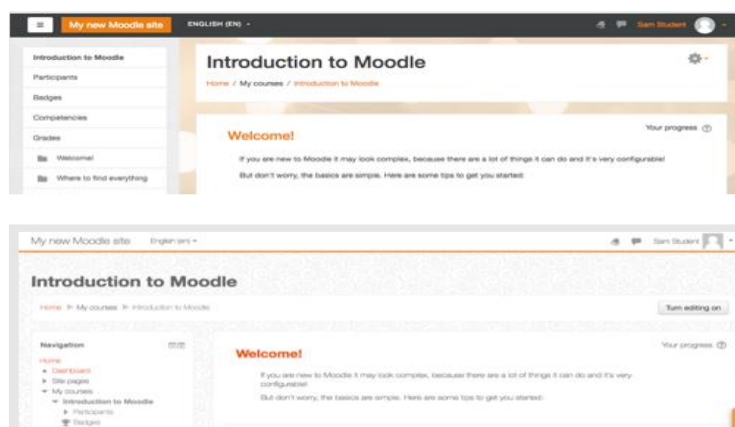 My new Moodle site ENGLISH (EN) Sam Student
Introduction to Moodle
Participants
Badges
Competencies
Grades
Welcome!
Where to find everything
Introduction to Moodle
Home / My courses / Introduction to Moodle
Your progress
Welcome!
If you are new to Moodle it may look complex, because there are a lot of things it can do and it's very configurable!
But don't worry, the basics are simple. Here are some tips to get you started:
My new Moodle site English (en) Sam Student
Introduction to Moodle
Home My courses Introduction to Moodle
Turn editing on
Navigation
Home
Dashboard
Site pages
My courses
Introduction to Moodle
Participants
Badges
Your progress
Welcome!
If you are new to Moodle it may look complex, because there are a lot of things it can do and it's very
configurable!
But don't worry, the basics are simple. Here are some tips to get you started: